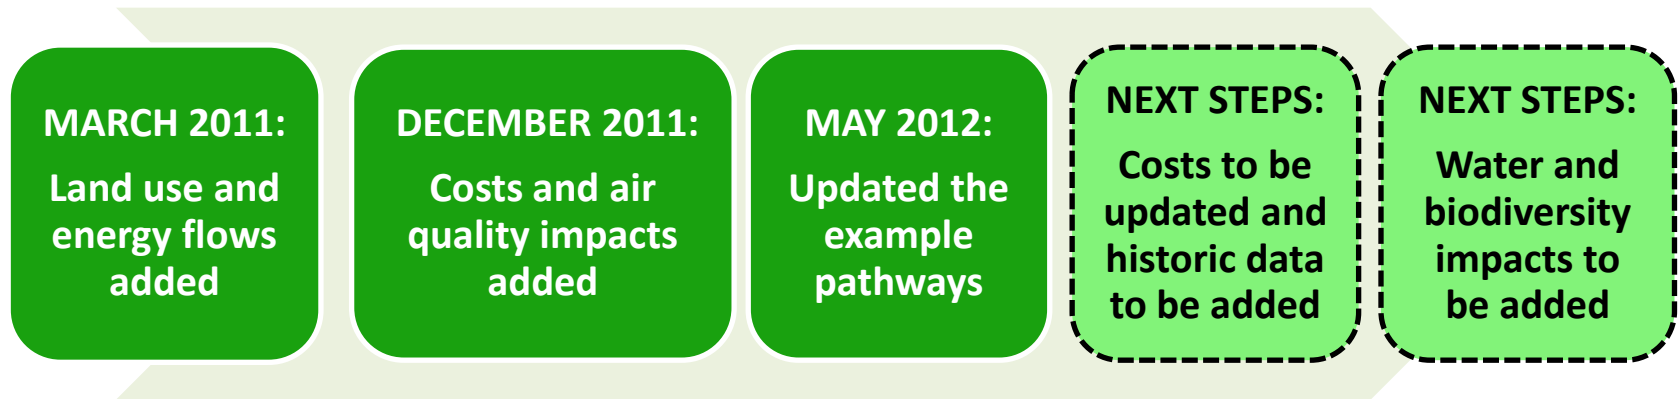 MARCH 2011:
Land use and
energy flows
added
DECEMBER 2011:
Costs and air
quality impacts
added
MAY 2012:
Updated the
example
pathways
NEXT STEPS:
Costs to be
updated and
historic data
to be added
NEXT STEPS:
Water and
biodiversity
impacts to
be added